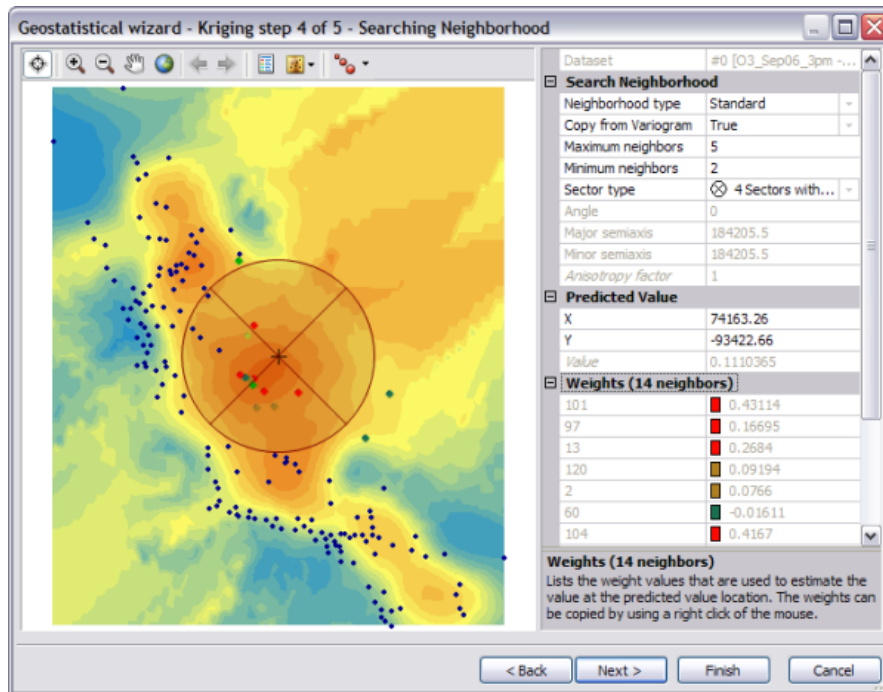 Geostatistical wizard - Kriging step 4 of 5 - Searching Neighborhood
Dataset #0 [O3_Sep06_3pm -...
Search Neighborhood
Neighborhood type Standard
Copy from Variogram True
Maximum neighbors 5
Minimum neighbors 2
Sector type 4 Sectors with...
Angle 0
Major semiaxis 184205.5
Minor semiaxis 184205.5
Anisotropy factor 1
Predicted Value
X 74163.26
Y -93422.66
Value 0.1110365
Weights (14 neighbors)
101 0.43114
97 0.16695
13 0.2684
120 0.09194
2 0.0766
60 -0.01611
104 0.4167
Weights (14 neighbors)
Lists the weight values that are used to estimate the
value at the predicted value location. The weights can
be copied by using a right click of the mouse.
< Back Next > Finish Cancel